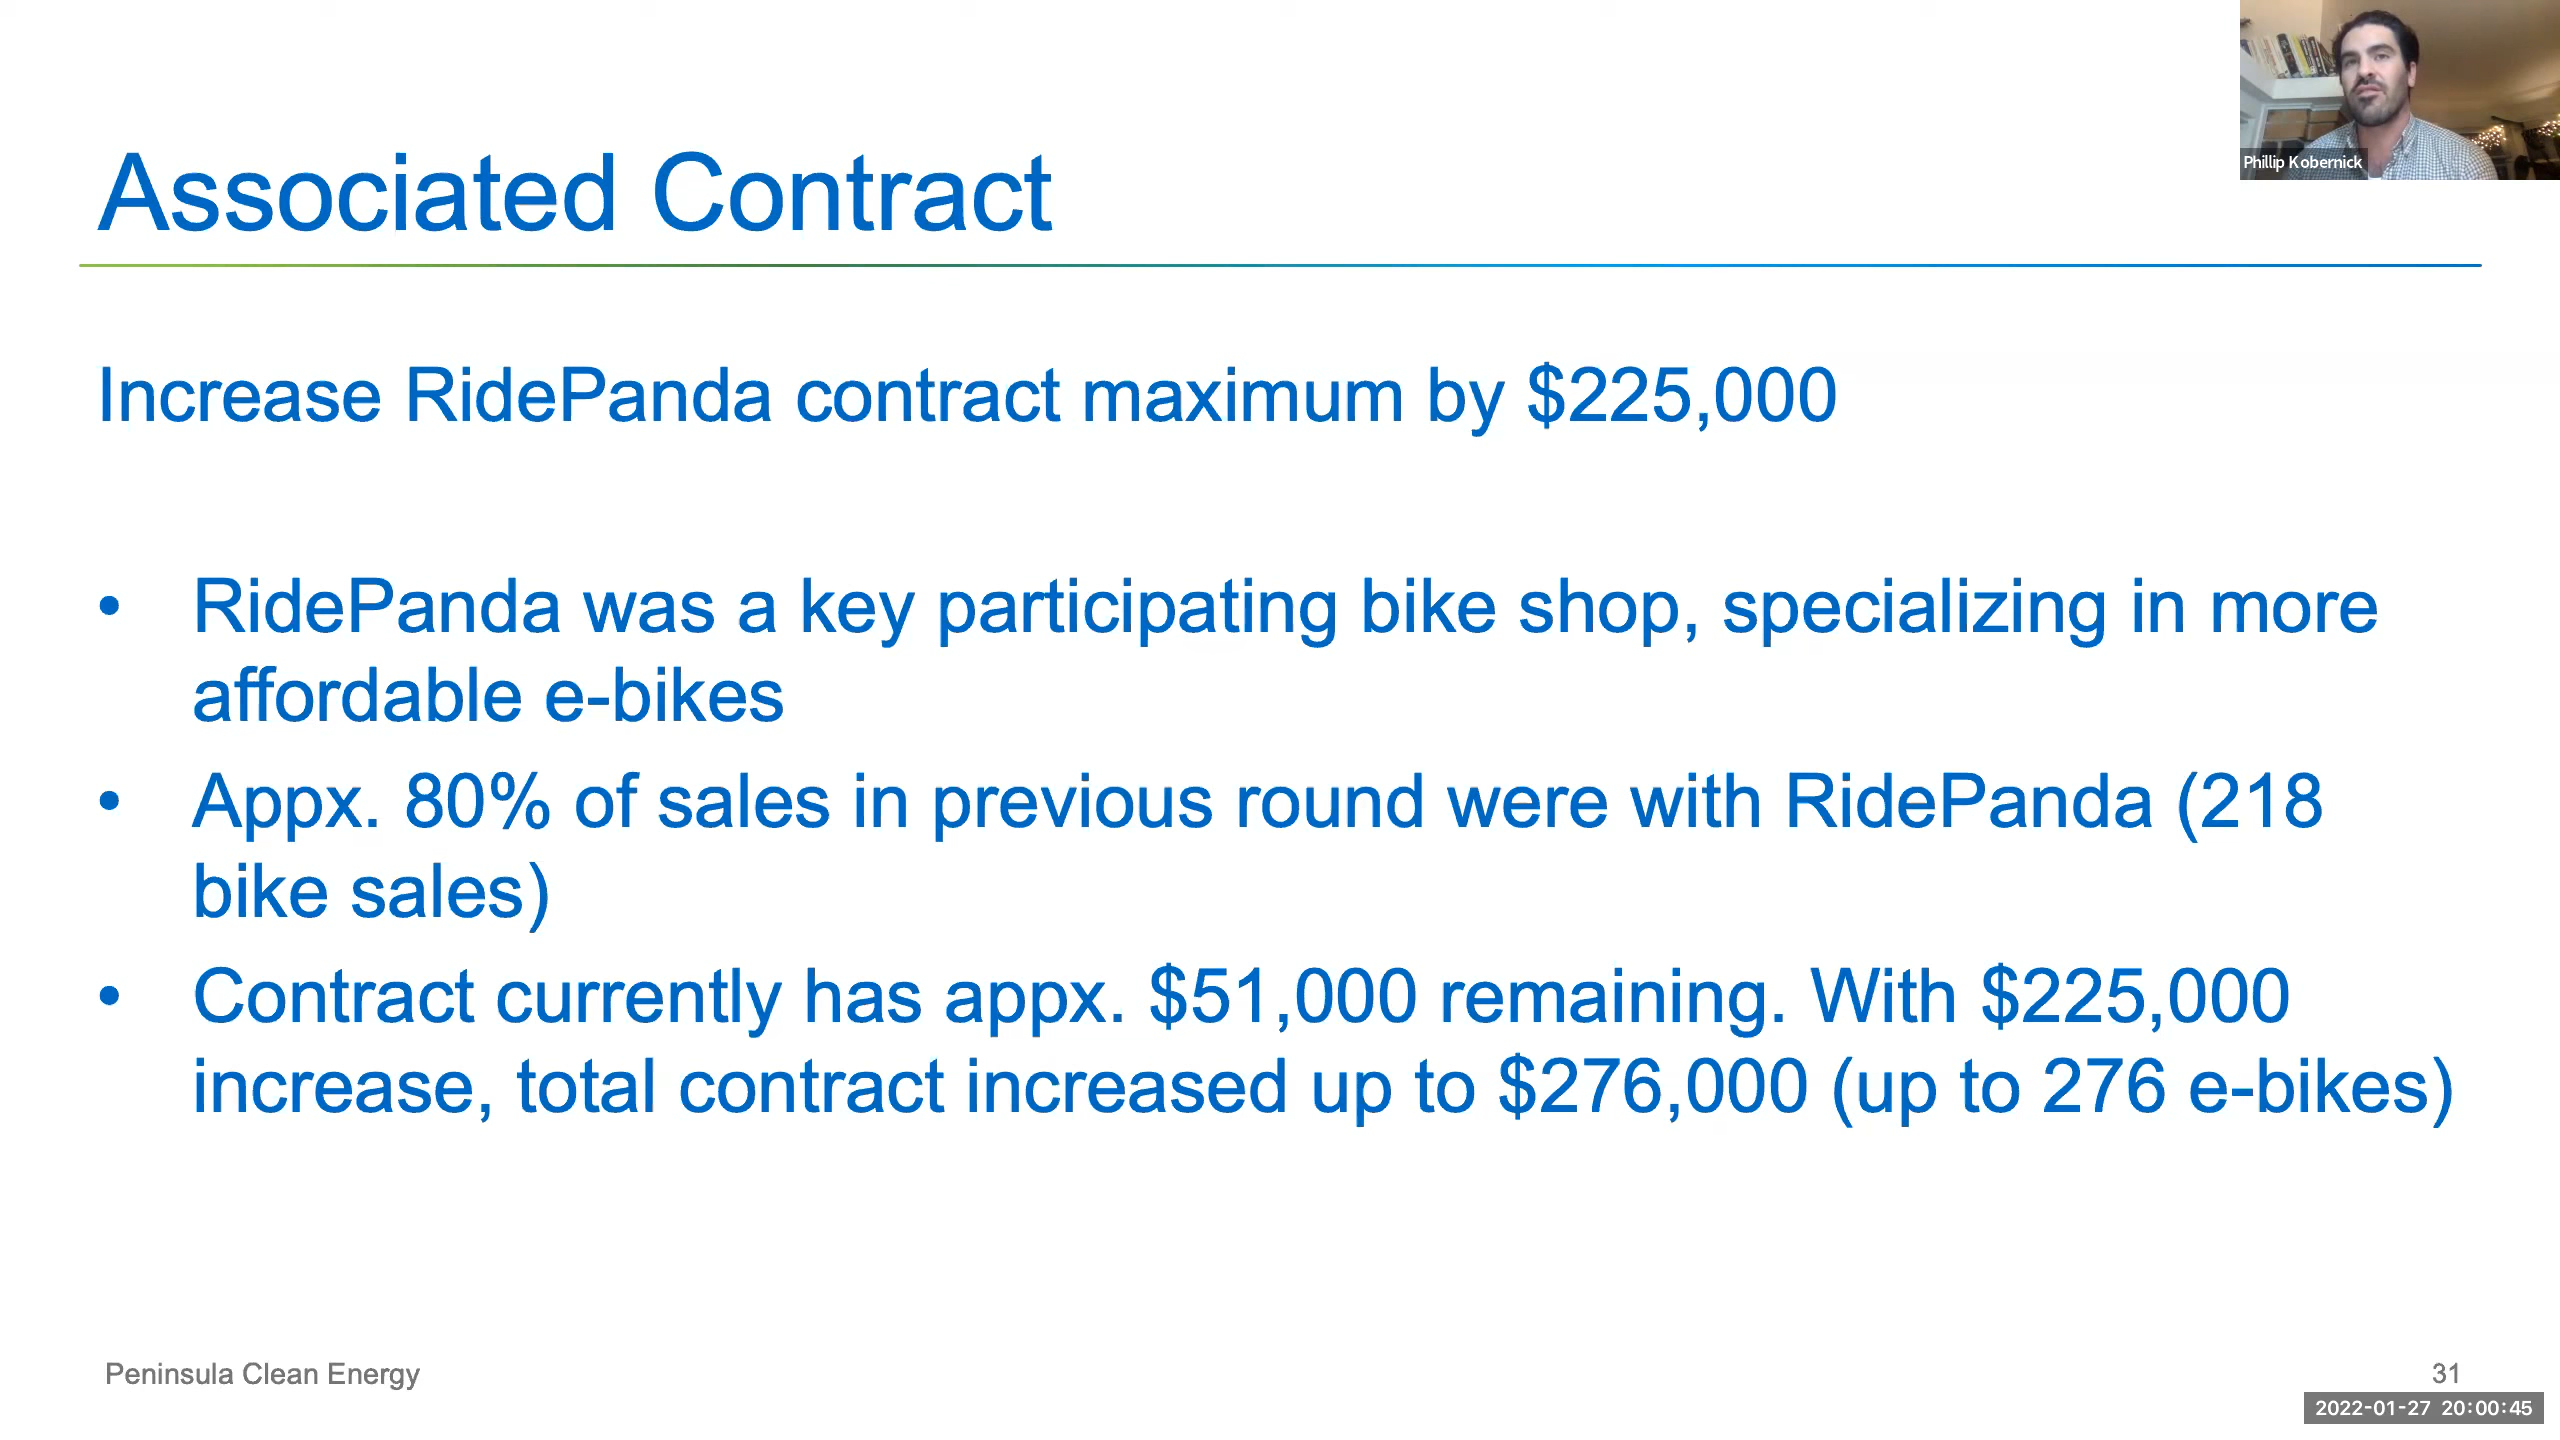 Phillip Kobernick
Associated Contract
Increase RidePanda contract maximum by $225,000
• RidePanda was a key participating bike shop, specializing in more
affordable e-bikes
• Appx. 80% of sales in previous round were with RidePanda (218
bike sales)
• Contract currently has appx. $51,000 remaining. With $225,000
increase, total contract increased up to $276,000 (up to 276 e-bikes)
Peninsula Clean Energy
31
2022-01-27 20:00:45